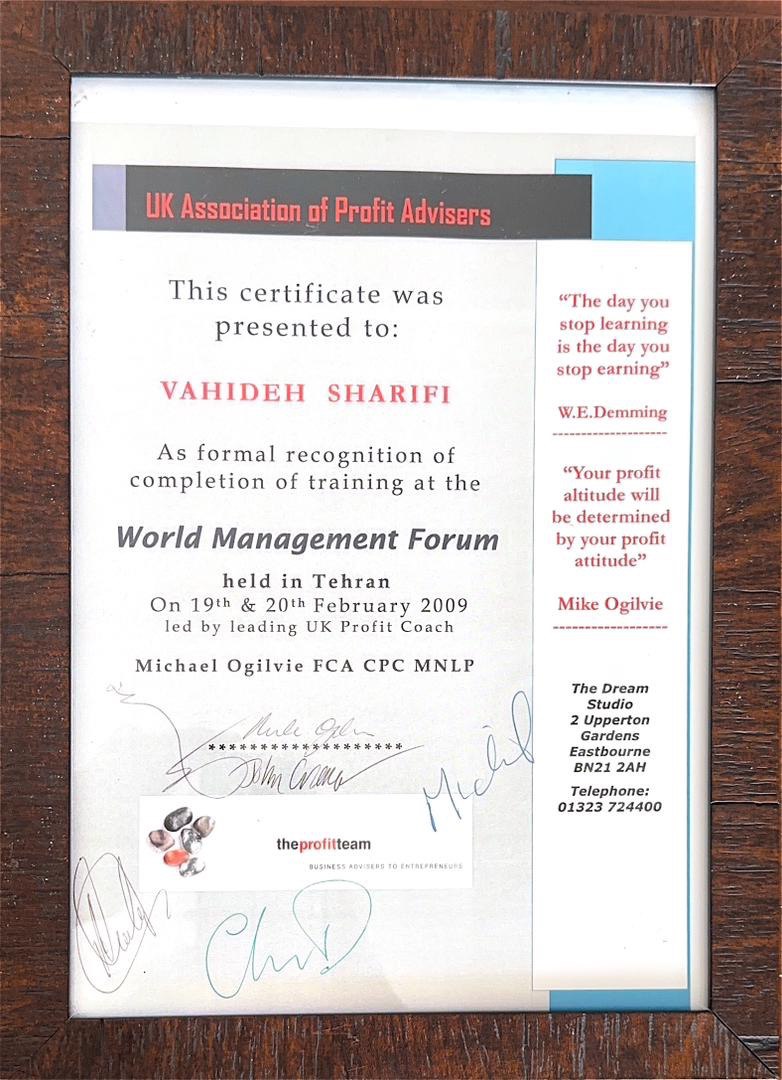 UK Association of Profit Advisers
This certificate was
presented to:
VAHIDEH SHARIFI
As formal recognition of
completion of training at the
World Management Forum
held in Tehran
On 19th & 20th February 2009
led by leading UK Profit Coach
Michael Ogilvie FCA CPC MNLP
******************
theprofitteam
BUSINESS ADVISERS TO ENTREPRENEURS
“The day you
stop learning
is the day you
stop earning”
W.E.Demming
--------------------
“Your profit
altitude will
be determined
by your profit
attitude”
Mike Ogilvie
--------------------
The Dream
Studio
2 Upperton
Gardens
Eastbourne
BN21 2AH
Telephone:
01323 724400